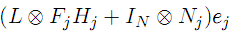 (L ⊗ F_j H_j + I_N ⊗ N_j)e_j